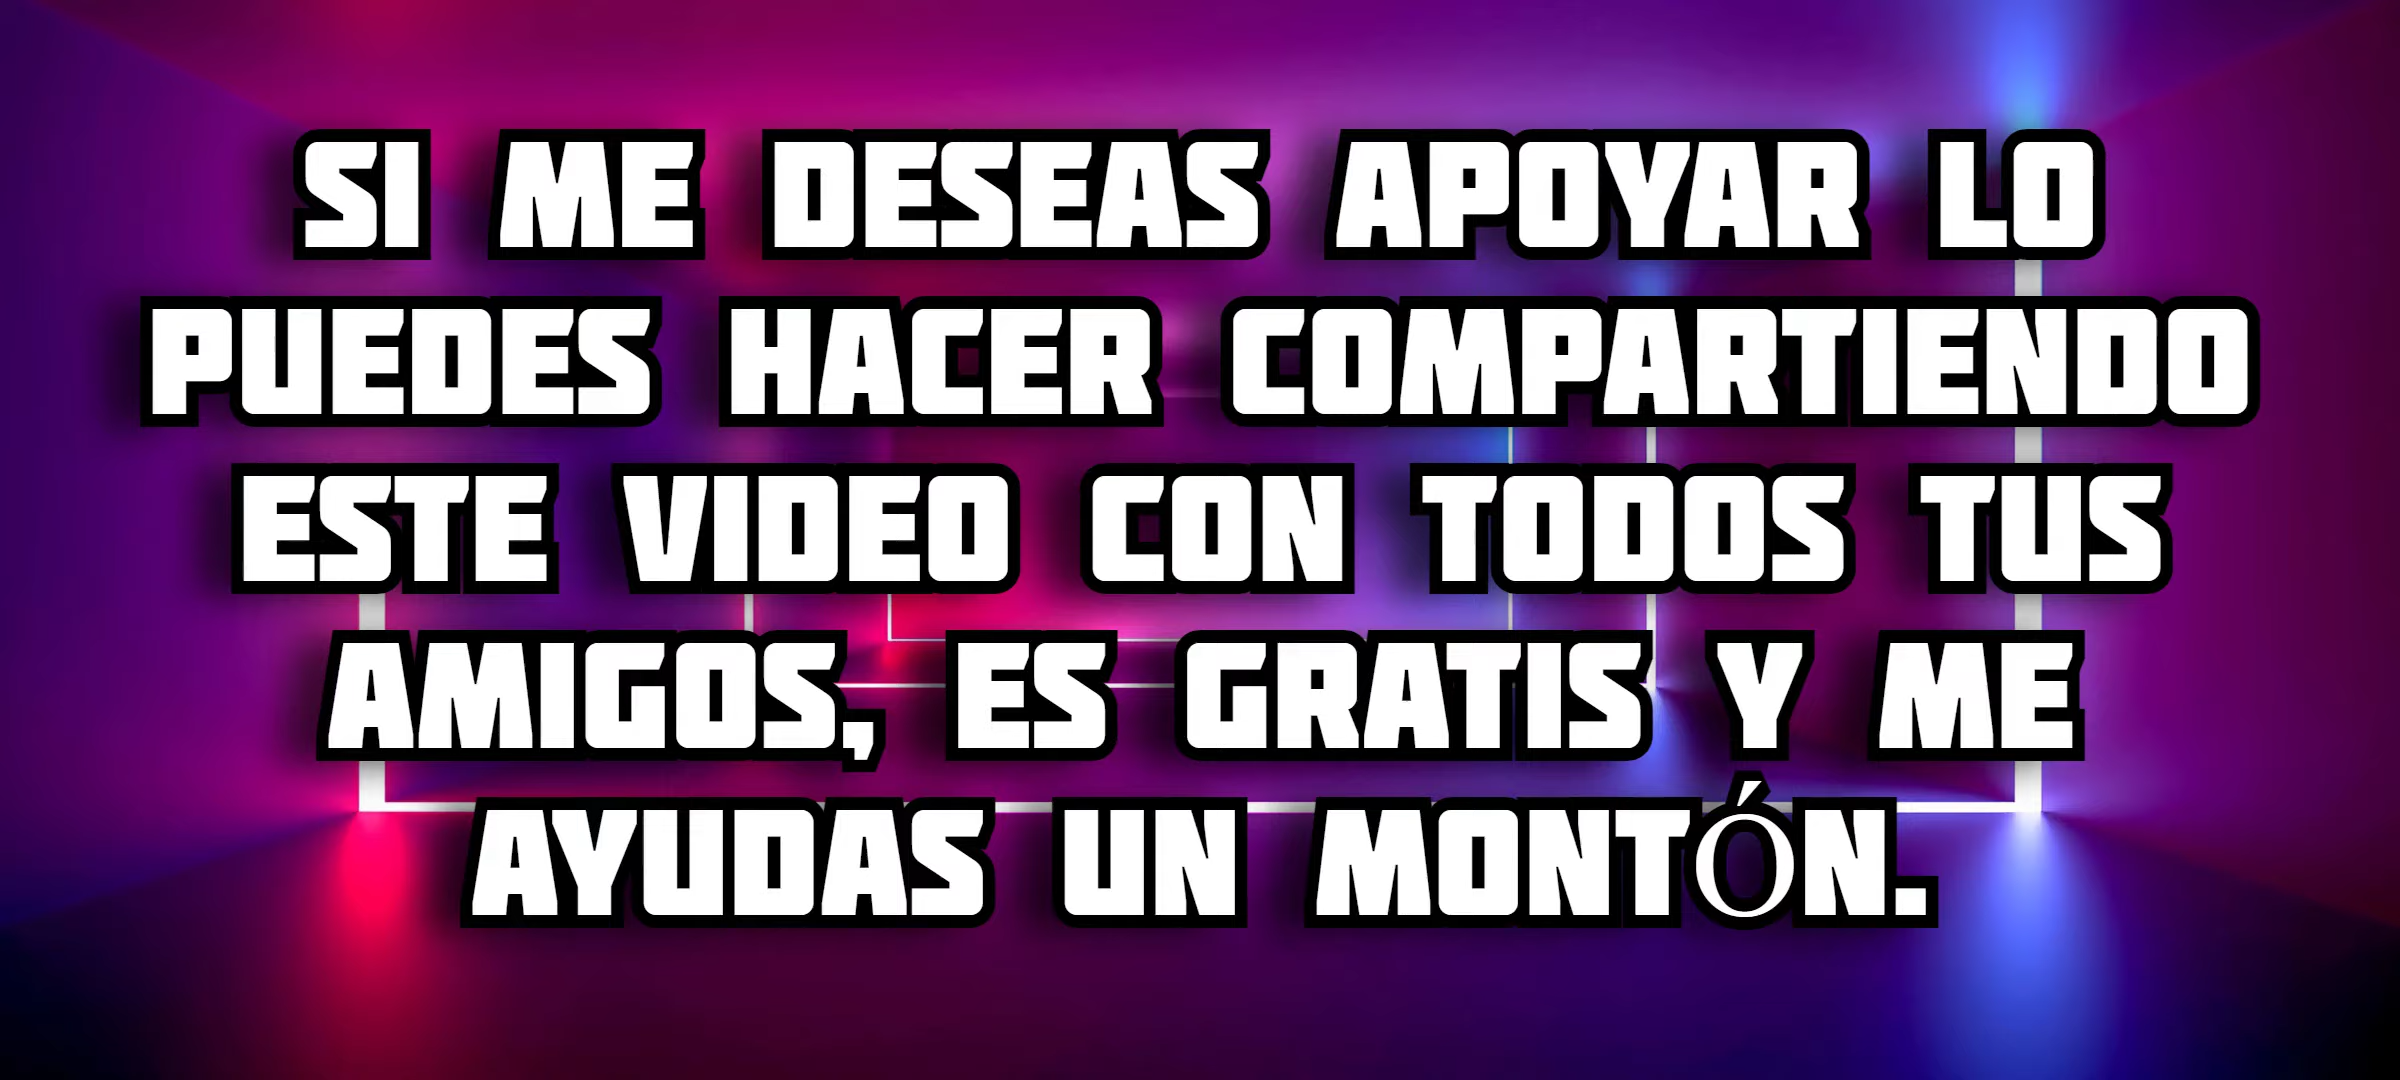 SI ME DESEAS APOYAR LO
PUEDES HACER COMPARTIENDO
ESTE VIDEO CON TODOS TUS
AMIGOS, ES GRATIS Y ME
AYUDAS UN MONTÓN.